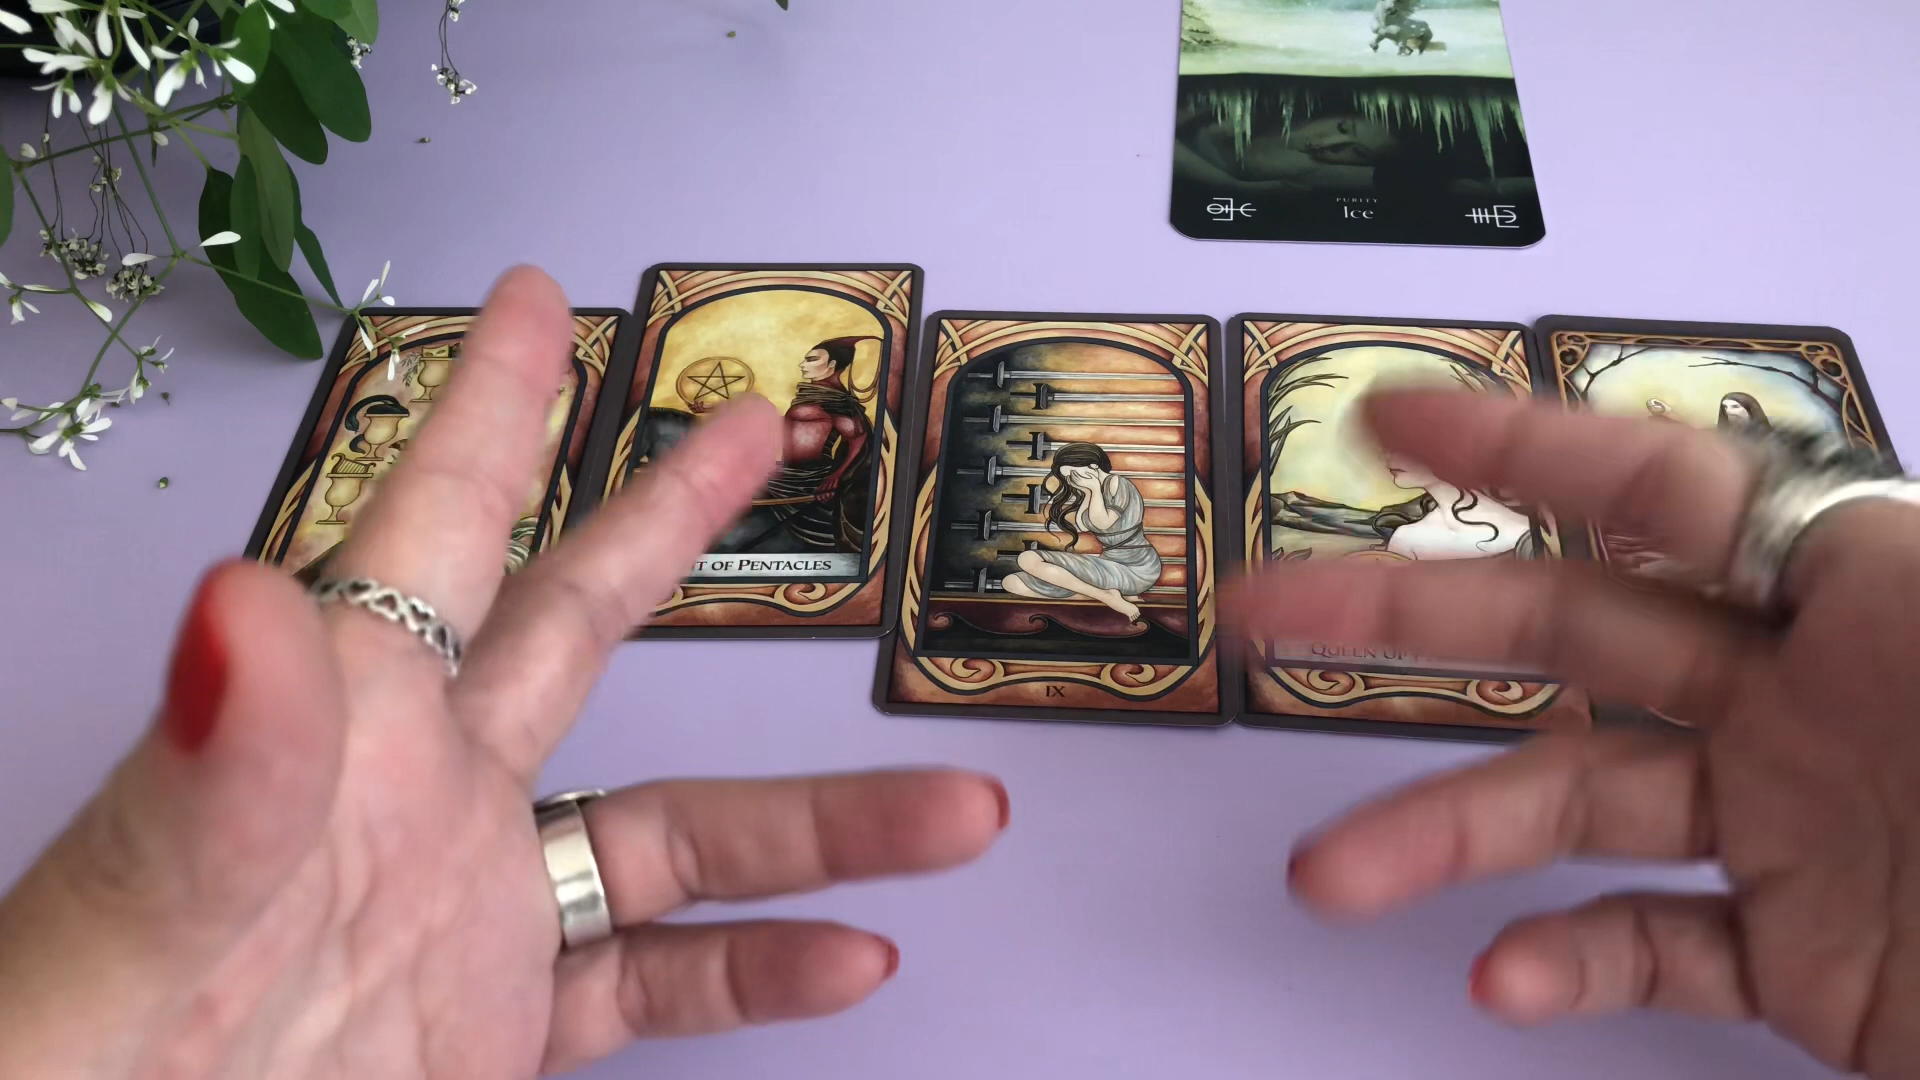 PURITY
Ice
T OF PENTACLES
QUEEN OF
IX